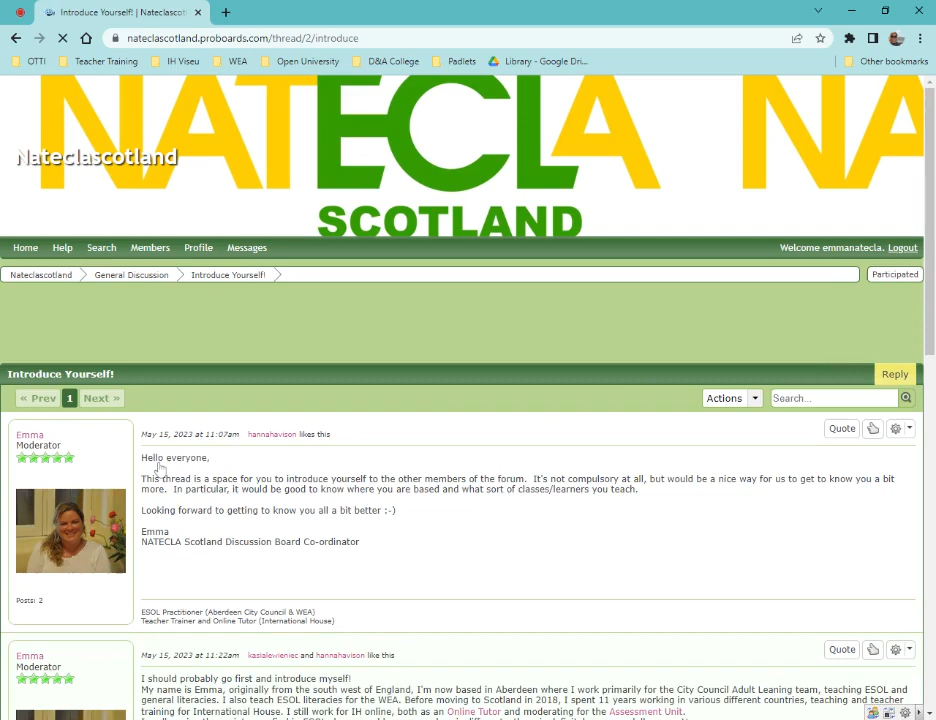 Introduce Yourself! | Nateclascotl
nateclascotland.proboards.com/thread/2/introduce
OTTI Teacher Training IH Viseu WEA Open University D&A College Padlets Library - Google Dri... Other bookmarks
NATECLA NA
Nateclascotland
SCOTLAND
Home Help Search Members Profile Messages Welcome emmanatecla. Logout
Nateclascotland General Discussion Introduce Yourself! Participated
Introduce Yourself! Reply
« Prev 1 Next » Actions Search...
Emma
Moderator
May 15, 2023 at 11:07am hannahavison likes this Quote
Hello everyone,
This thread is a space for you to introduce yourself to the other members of the forum. It's not compulsory at all, but would be a nice way for us to get to know you a bit
more. In particular, it would be good to know where you are based and what sort of classes/learners you teach.
Looking forward to getting to know you all a bit better :-)
Emma
NATECLA Scotland Discussion Board Co-ordinator
Posts: 2
ESOL Practitioner (Aberdeen City Council & WEA)
Teacher Trainer and Online Tutor (International House)
Emma
Moderator
May 15, 2023 at 11:22am kasialewieniec and hannahavison like this Quote
I should probably go first and introduce myself!
My name is Emma, originally from the south west of England, I'm now based in Aberdeen where I work primarily for the City Council Adult Leaning team, teaching ESOL and
general literacies. I also teach ESOL literacies for the WEA. Before moving to Scotland in 2018, I spent 11 years working in various different countries, teaching and teacher
training for International House. I still work for IH online, both as an Online Tutor and moderating for the Assessment Unit.